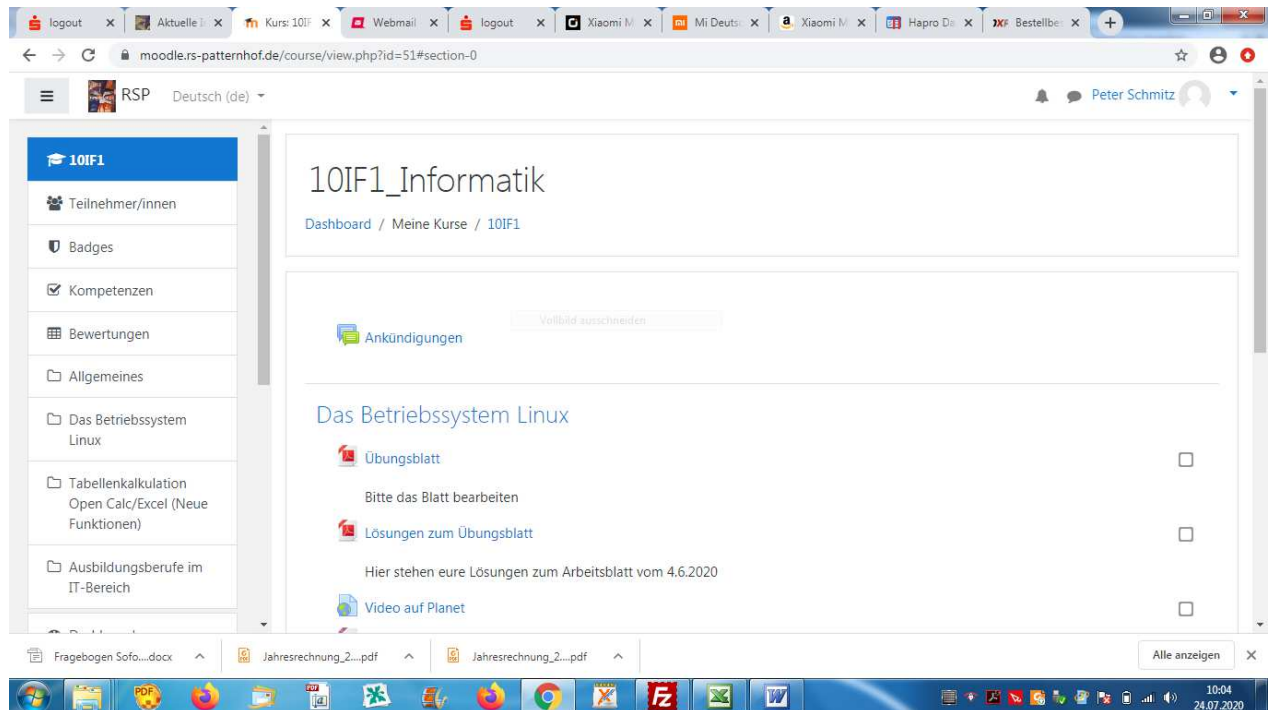 logout
Aktuelle I
Kurs: 10IF
Webmail
logout
Xiaomi M
Mi Deuts
Xiaomi M
Hapro Da
Bestellbe
moodle.rs-patternhof.de/course/view.php?id=51#section-0
RSP Deutsch (de)
Peter Schmitz
10IF1
Teilnehmer/innen
Badges
Kompetenzen
Bewertungen
Allgemeines
Das Betriebssystem
Linux
Tabellenkalkulation
Open Calc/Excel (Neue
Funktionen)
Ausbildungsberufe im
IT-Bereich
10IF1_Informatik
Dashboard / Meine Kurse / 10IF1
Vollbild ausschneiden
Ankündigungen
Das Betriebssystem Linux
Übungsblatt
Bitte das Blatt bearbeiten
Lösungen zum Übungsblatt
Hier stehen eure Lösungen zum Arbeitsblatt vom 4.6.2020
Video auf Planet
Fragebogen Sofo....docx
Jahresrechnung_2....pdf
Jahresrechnung_2....pdf
Alle anzeigen
10:04
24.07.2020